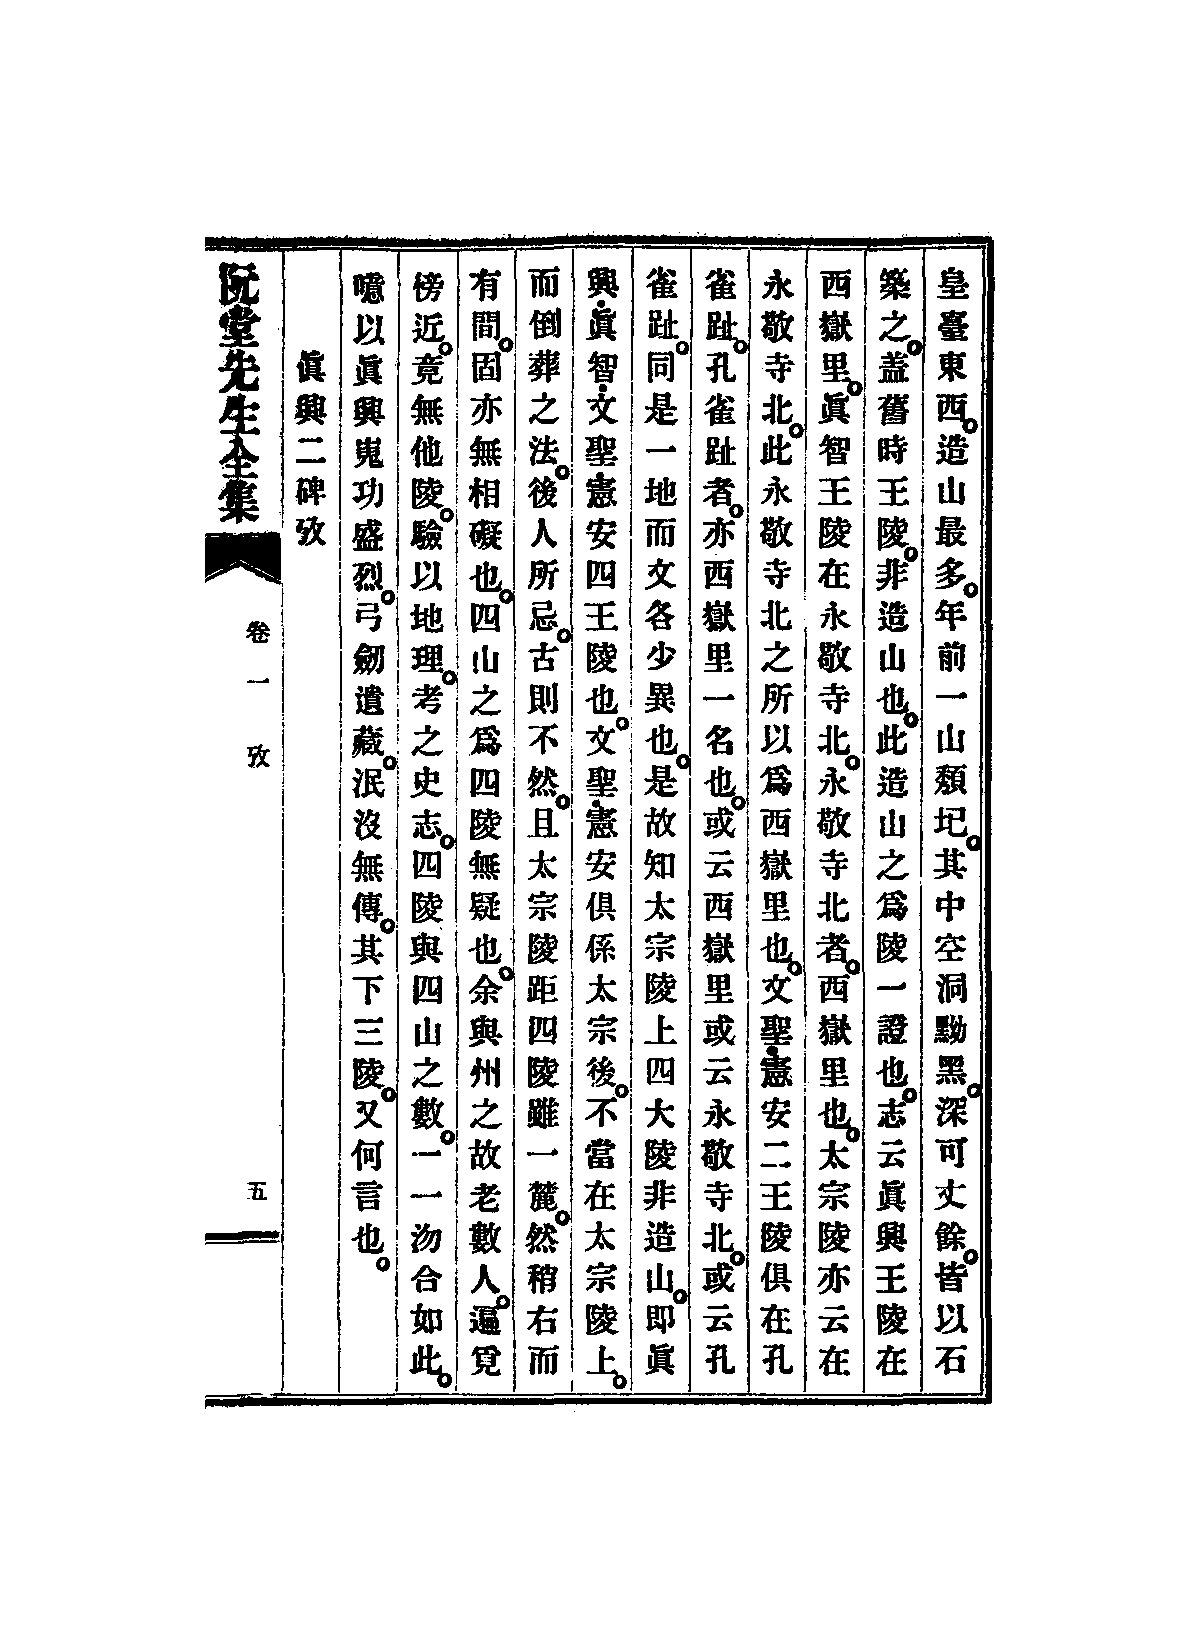 皇臺東西。造山最多。年前一山頹圮。其中空洞黝黑。深可丈餘。皆以石
築之。盖舊時王陵。非造山也。此造山之爲陵一證也。志云眞興王陵在
西嶽里。眞智王陵在永敬寺北。永敬寺北者。西嶽里也。太宗陵亦云在
永敬寺北。此永敬寺北之所以爲西嶽里也。文聖•憲安二王陵俱在孔
雀趾。孔雀趾者。亦西嶽里一名也。或云西嶽里或云永敬寺北。或云孔
雀趾。同是一地而文各少異也。是故知太宗陵上四大陵非造山。即眞
興•眞智•文聖•憲安四王陵也。文聖•憲安俱係太宗後。不當在太宗陵上。
而倒葬之法。後人所忌。古則不然。且太宗陵距四陵雖一麓。然稍右而
有間。固亦無相礙也。四山之爲四陵無疑也。余與州之故老數人。遍覓
傍近。竟無他陵。驗以地理。考之史志。四陵與四山之數。一一沕合如此。
噫以眞興嵬功盛烈。弓劒遺藏。泯沒無傳。其下三陵。又何言也。
眞興二碑攷
阮堂先生全集
卷一 攷
五